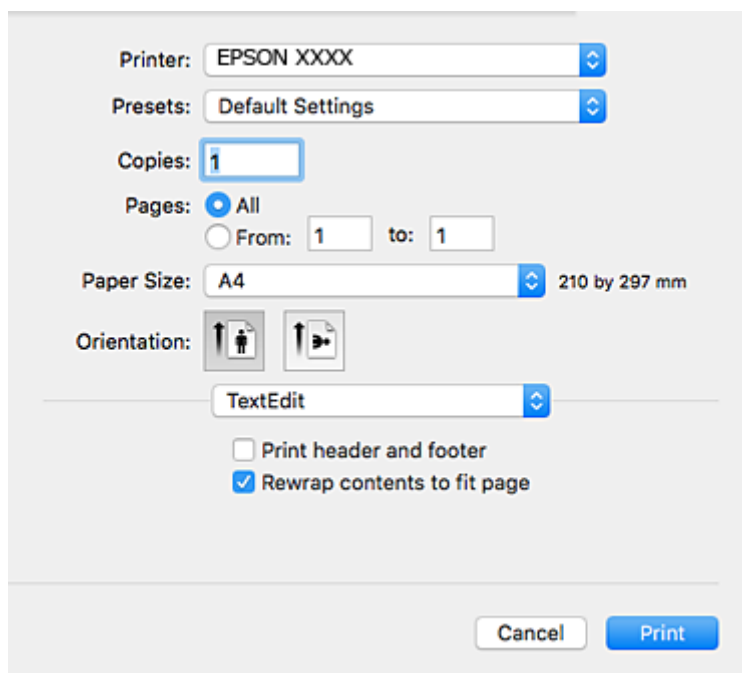 Printer: EPSON XXXX
Presets: Default Settings
Copies: 1
Pages: All
From: 1 to: 1
Paper Size: A4 210 by 297 mm
Orientation:
TextEdit
Print header and footer
Rewrap contents to fit page
Cancel Print